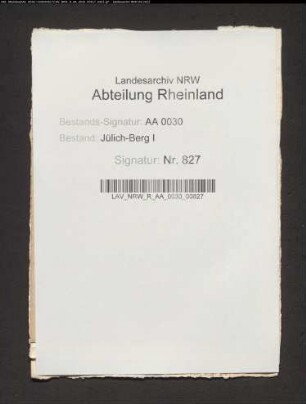 Landesarchiv NRW
Abteilung Rheinland
Bestands-Signatur: AA 0030
Bestand: Jülich-Berg I
Signatur: Nr. 827
LAV_NRW_R_AA_0030_00827